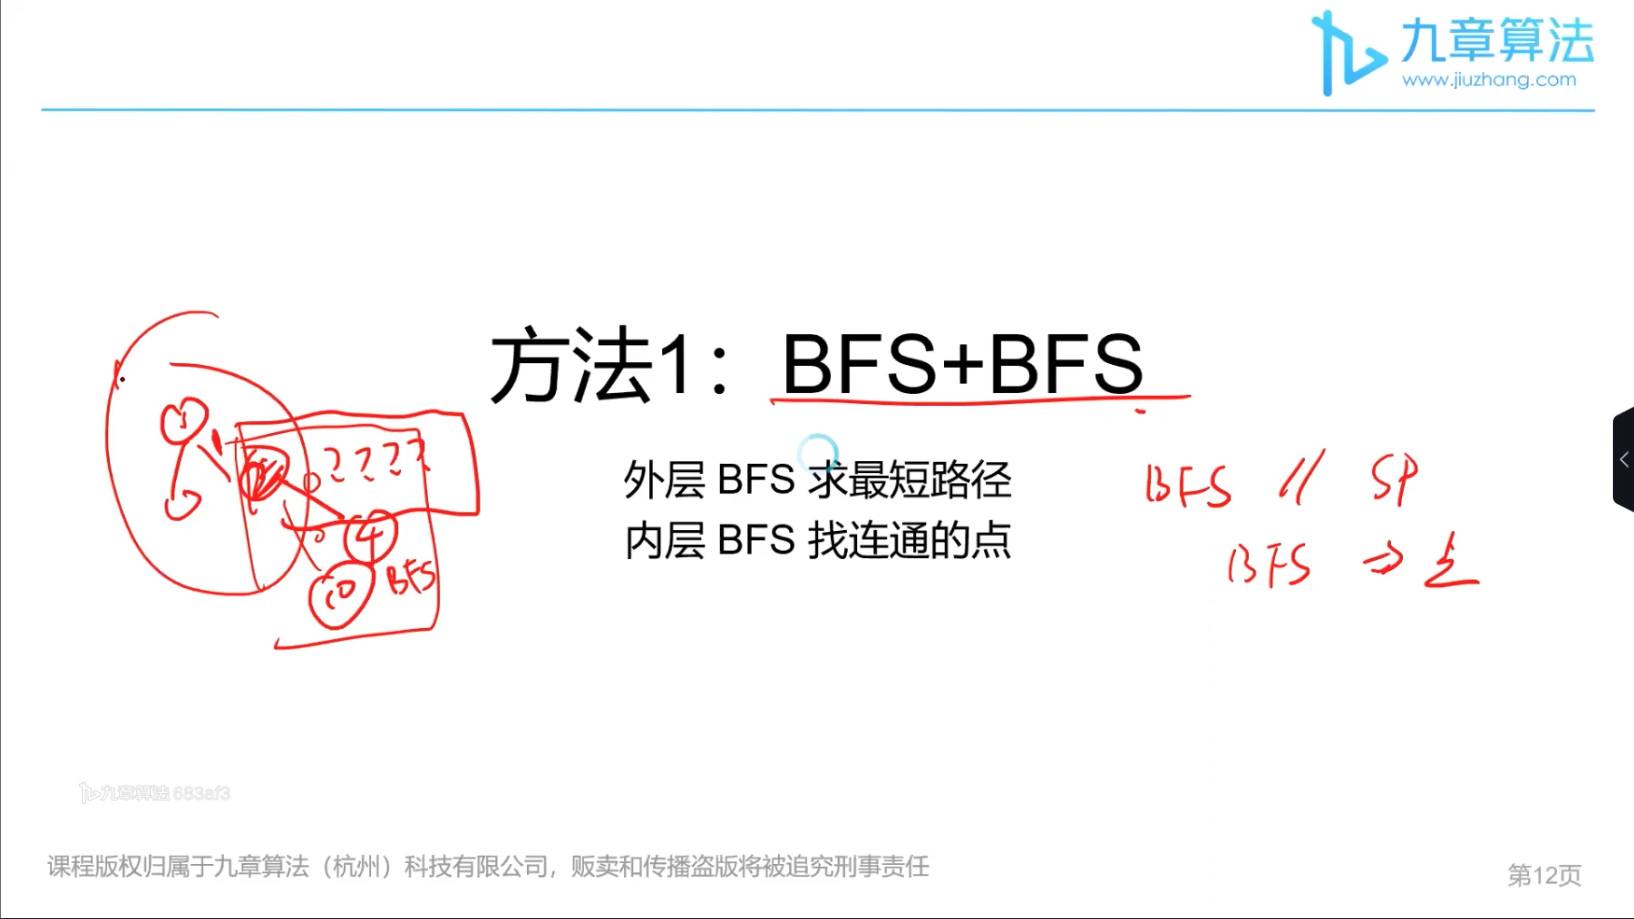 九章算法
www.jiuzhang.com
方法1：BFS+BFS
外层 BFS 求最短路径
内层 BFS 找连通的点
BFS // SP
BFS → 点
1
? ? ? ?
4
10
BFS
九章算法 683af3
课程版权归属于九章算法（杭州）科技有限公司，贩卖和传播盗版将被追究刑事责任
第12页